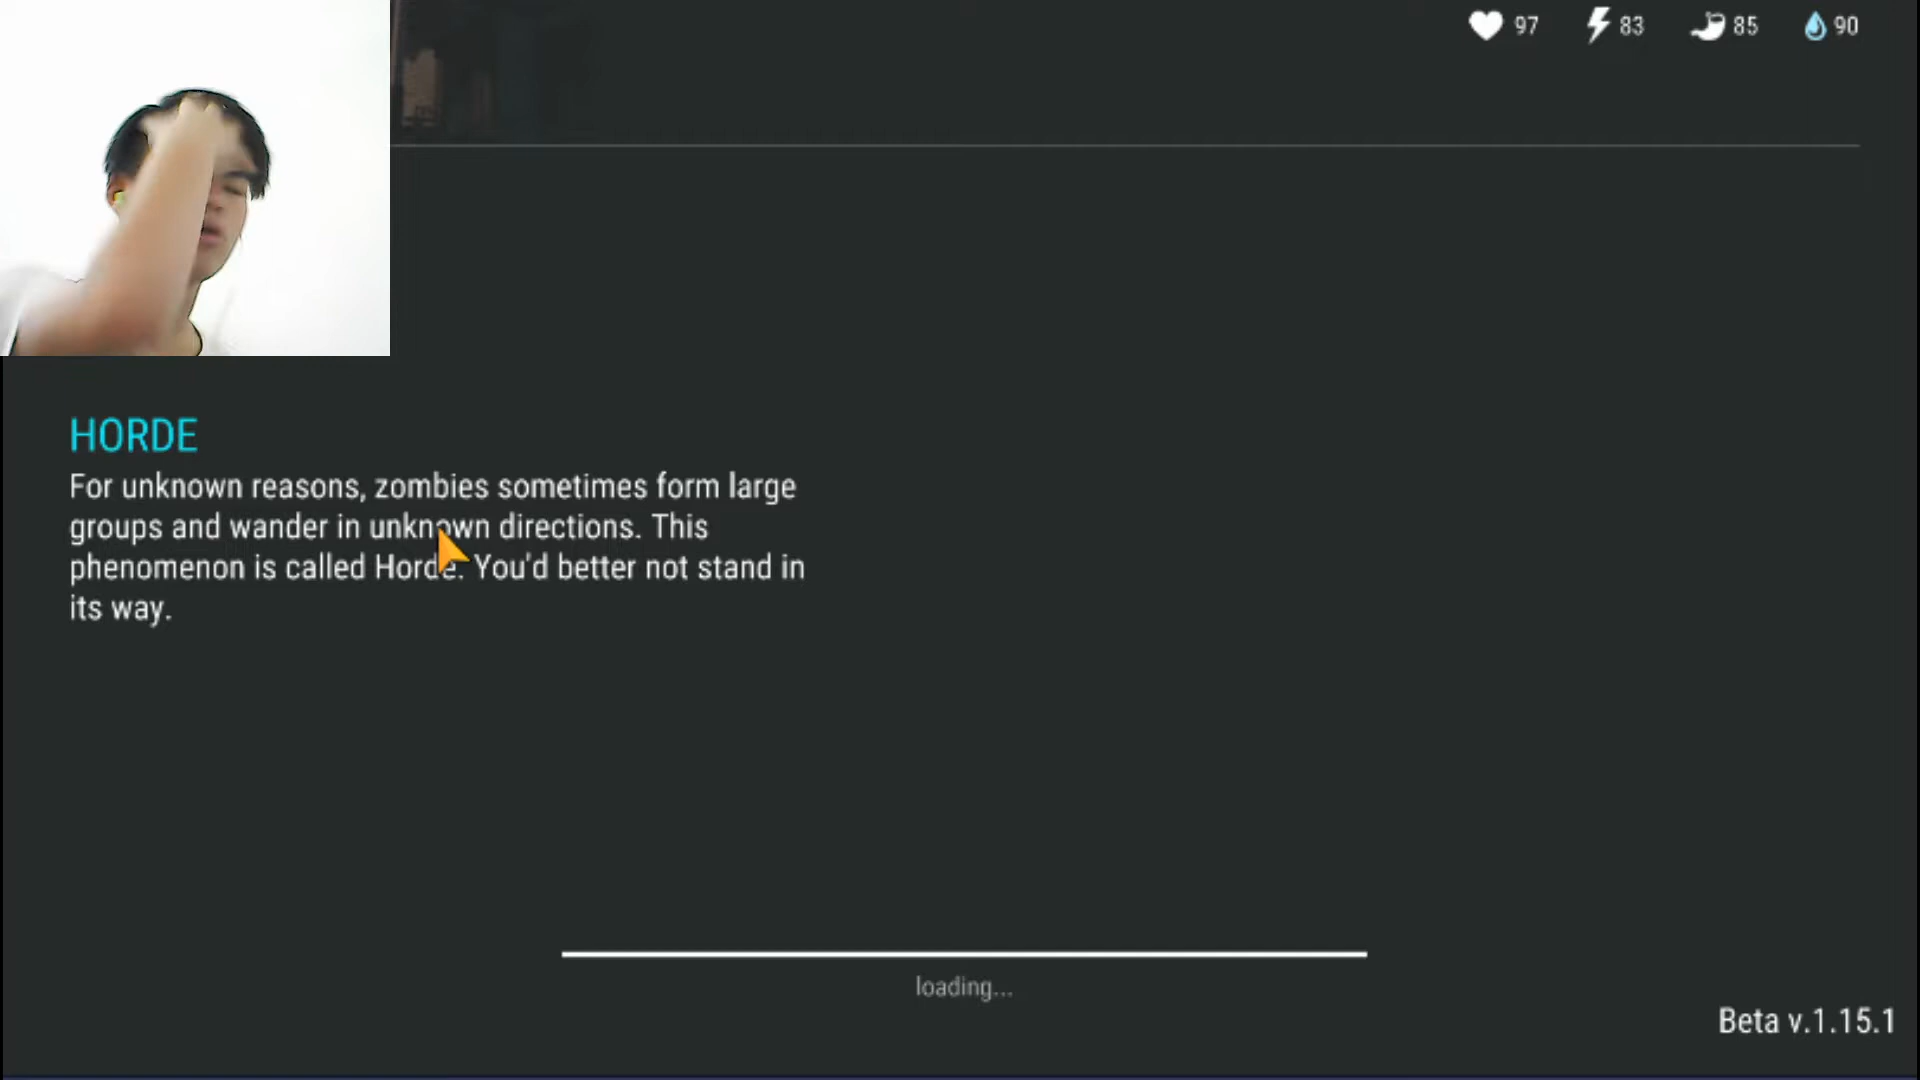 97 83 85 90
HORDE
For unknown reasons, zombies sometimes form large
groups and wander in unknown directions. This
phenomenon is called Horde. You'd better not stand in
its way.
loading...
Beta v.1.15.1